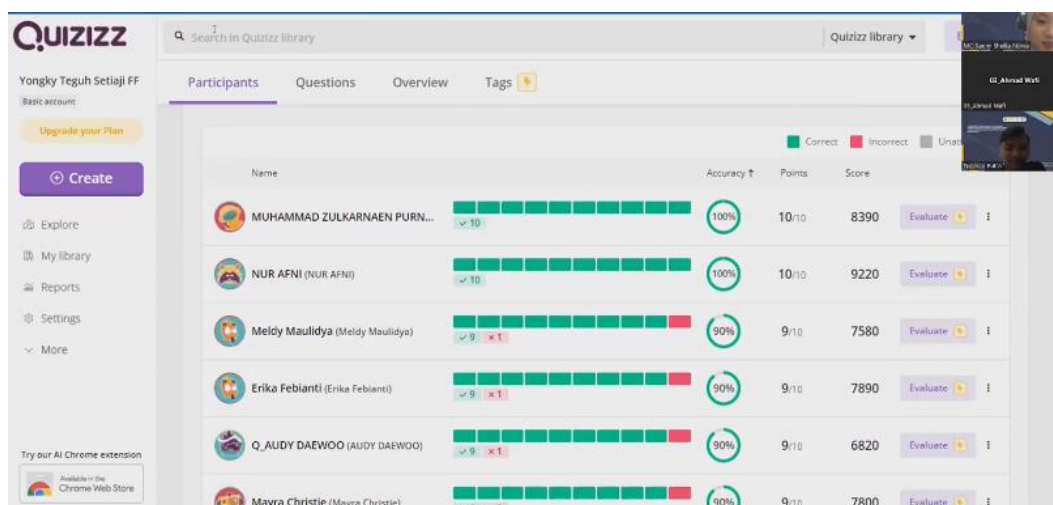 QUIZIZZ
Search in Quizizz library
Quizizz library
Yongky Teguh Setiaji FF
Basic account
Upgrade your Plan
Create
Explore
My library
Reports
Settings
More
Try our AI Chrome extension
Available in the
Chrome Web Store
Participants Questions Overview Tags
Correct Incorrect
Name Accuracy Points Score
MUHAMMAD ZULKARNAEN PURN... 100% 10/10 8390 Evaluate
10
NUR AFNI (NUR AFNI) 100% 10/10 9220 Evaluate
10
Meldy Maulidya (Meldy Maulidya) 90% 9/10 7580 Evaluate
9 x 1
Erika Febianti (Erika Febianti) 90% 9/10 7890 Evaluate
9 x 1
Q_AUDY DAEWOO (AUDY DAEWOO) 90% 9/10 6820 Evaluate
9 x 1
Mayra Christie (Mayra Christie) 90% 9/10 7800 Evaluate
02_Ahmad Wafi